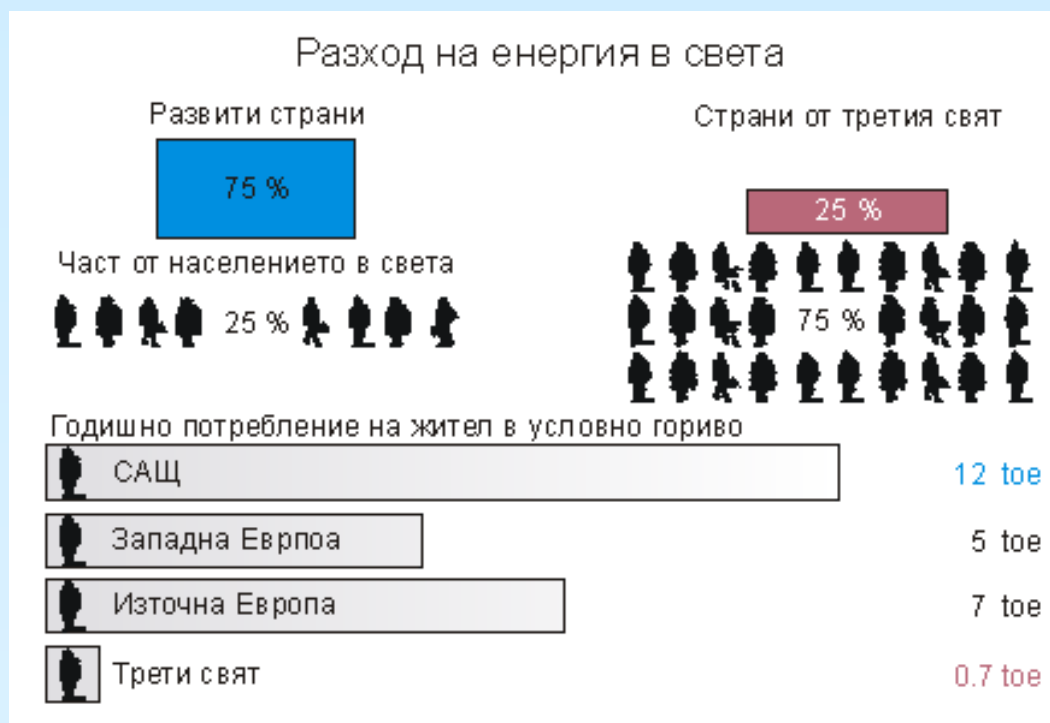 Разход на енергия в света
Развити страни
Страни от третия свят
75 %
25 %
Част от населението в света
25 %
75 %
Годишно потребление на жител в условно гориво
САЩ 12 toe
Западна Еврпоа 5 toe
Източна Европа 7 toe
Трети свят 0.7 toe